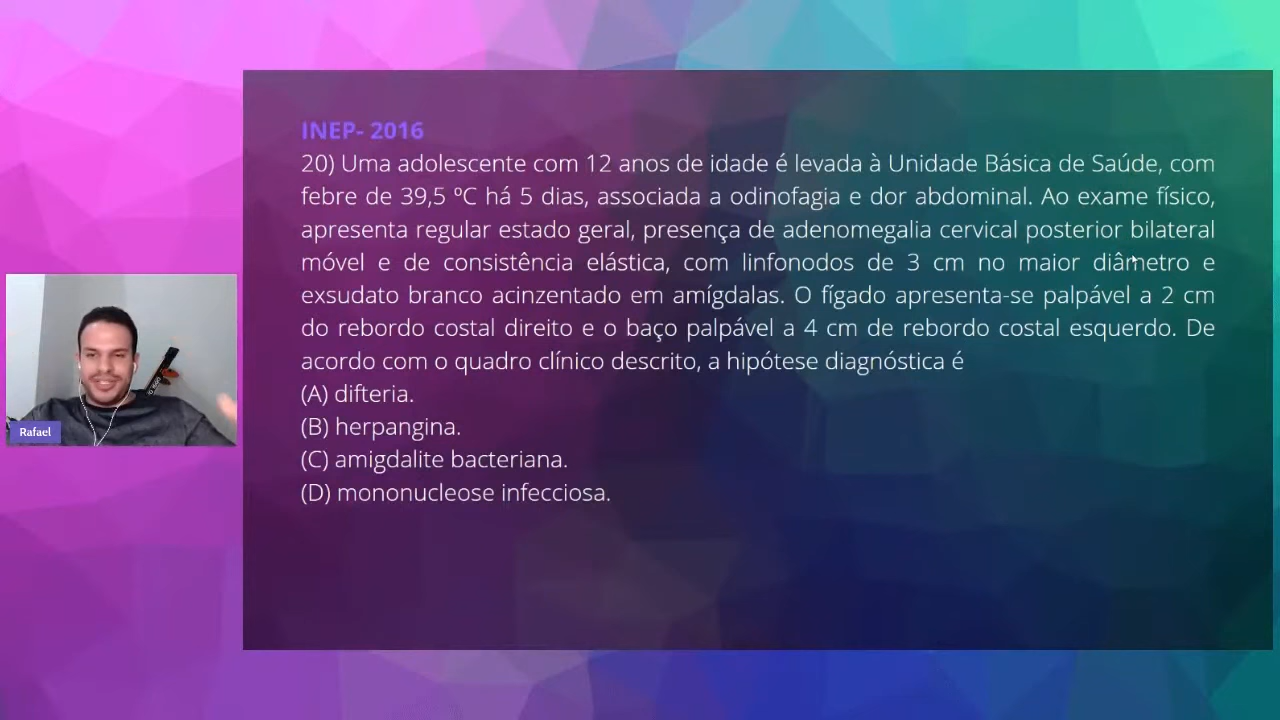 INEP- 2016
20) Uma adolescente com 12 anos de idade é levada à Unidade Básica de Saúde, com
febre de 39,5 ºC há 5 dias, associada a odinofagia e dor abdominal. Ao exame físico,
apresenta regular estado geral, presença de adenomegalia cervical posterior bilateral
móvel e de consistência elástica, com linfonodos de 3 cm no maior diâmetro e
exsudato branco acinzentado em amígdalas. O fígado apresenta-se palpável a 2 cm
do rebordo costal direito e o baço palpável a 4 cm de rebordo costal esquerdo. De
acordo com o quadro clínico descrito, a hipótese diagnóstica é
(A) difteria.
(B) herpangina.
(C) amigdalite bacteriana.
(D) mononucleose infecciosa.
Rafael